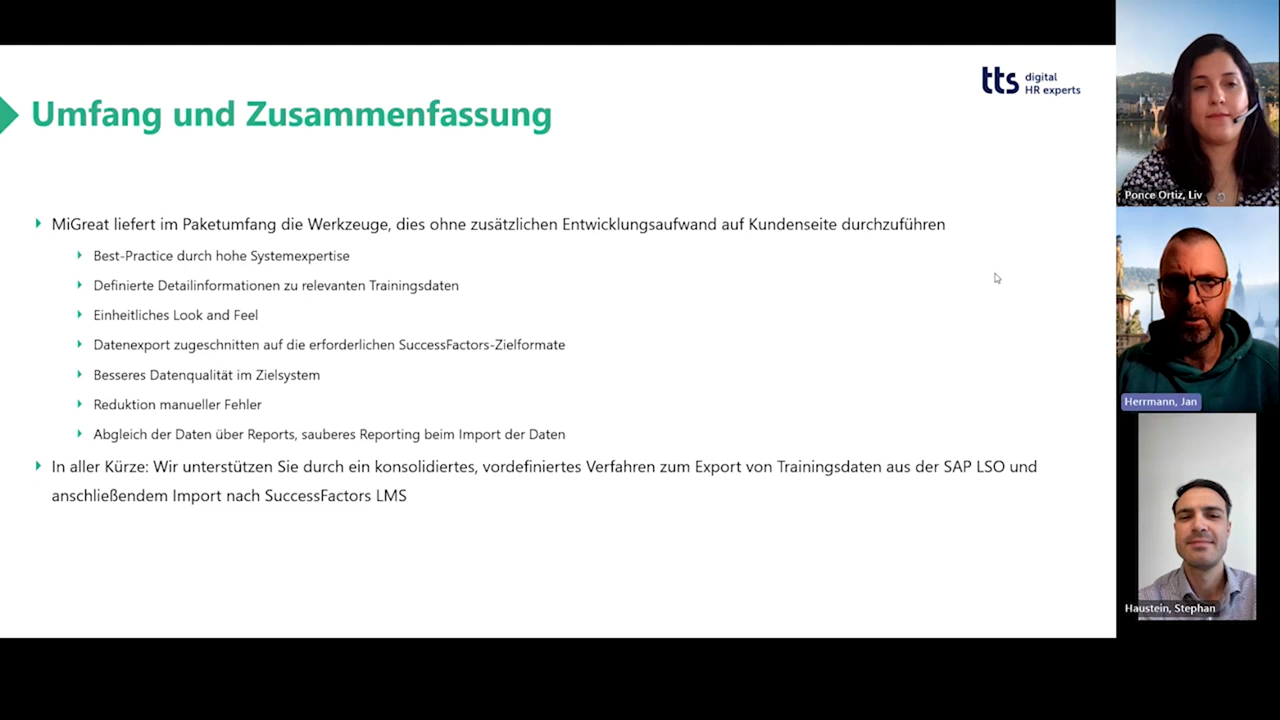 tts digital
HR experts
Umfang und Zusammenfassung
MiGreat liefert im Paketumfang die Werkzeuge, dies ohne zusätzlichen Entwicklungsaufwand auf Kundenseite durchzuführen
Best-Practice durch hohe Systemexpertise
Definierte Detailinformationen zu relevanten Trainingsdaten
Einheitliches Look and Feel
Datenexport zugeschnitten auf die erforderlichen SuccessFactors-Zielformate
Besseres Datenqualität im Zielsystem
Reduktion manueller Fehler
Abgleich der Daten über Reports, sauberes Reporting beim Import der Daten
In aller Kürze: Wir unterstützen Sie durch ein konsolidiertes, vordefiniertes Verfahren zum Export von Trainingsdaten aus der SAP LSO und
anschließendem Import nach SuccessFactors LMS
Ponce Ortiz, Liv
Herrmann, Jan
Haustein, Stephan